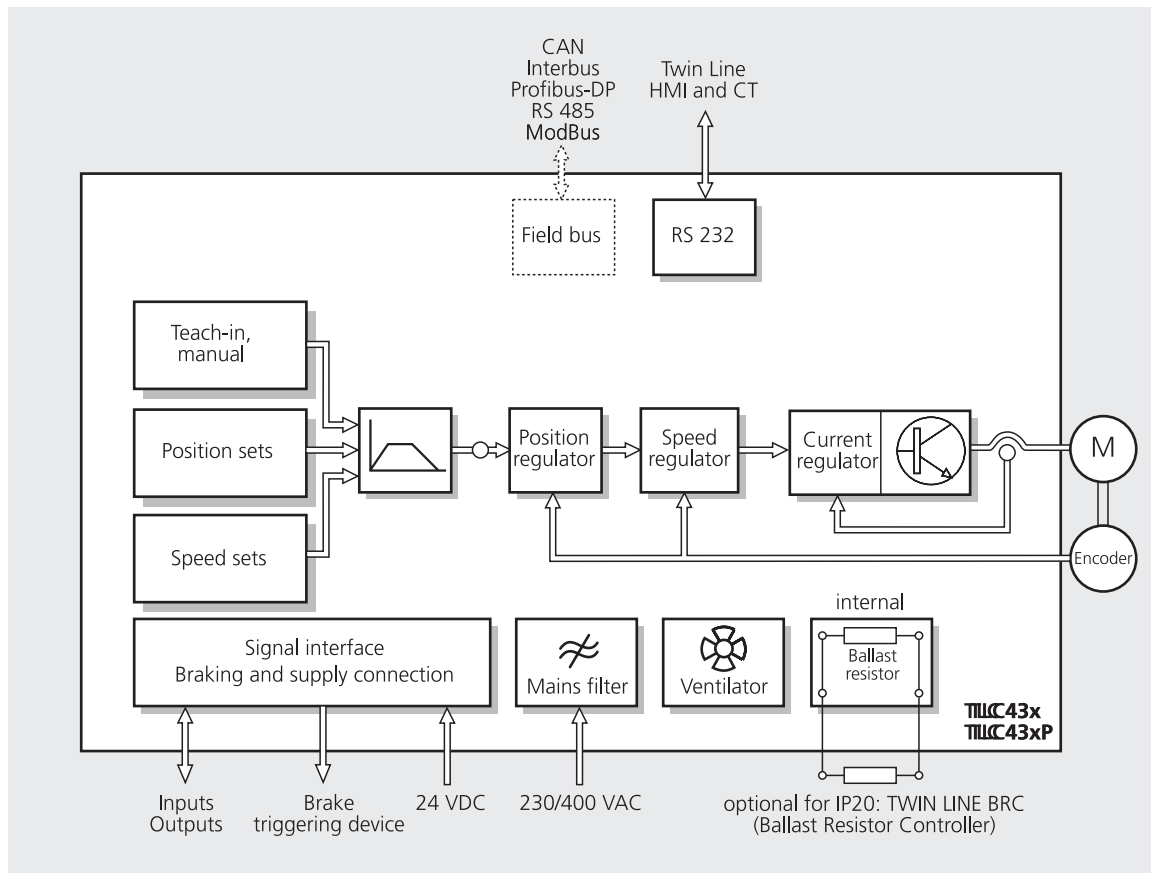 CAN
Interbus
Profibus-DP
RS 485
ModBus
Twin Line
HMI and CT
Field bus
RS 232
Teach-in,
manual
Position sets
Speed sets
Position
regulator
Speed
regulator
Current
regulator
M
Encoder
Signal interface
Braking and supply connection
Mains filter
Ventilator
internal
Ballast
resistor
TLC43x
TLC43xP
Inputs
Outputs
Brake
triggering device
24 VDC
230/400 VAC
optional for IP20: TWIN LINE BRC
(Ballast Resistor Controller)